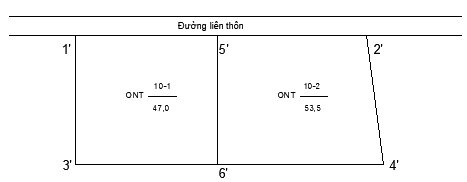 Đường liên thôn
1' 5' 2'
ONT 10-1 47,0
ONT 10-2 53,5
3' 6' 4'